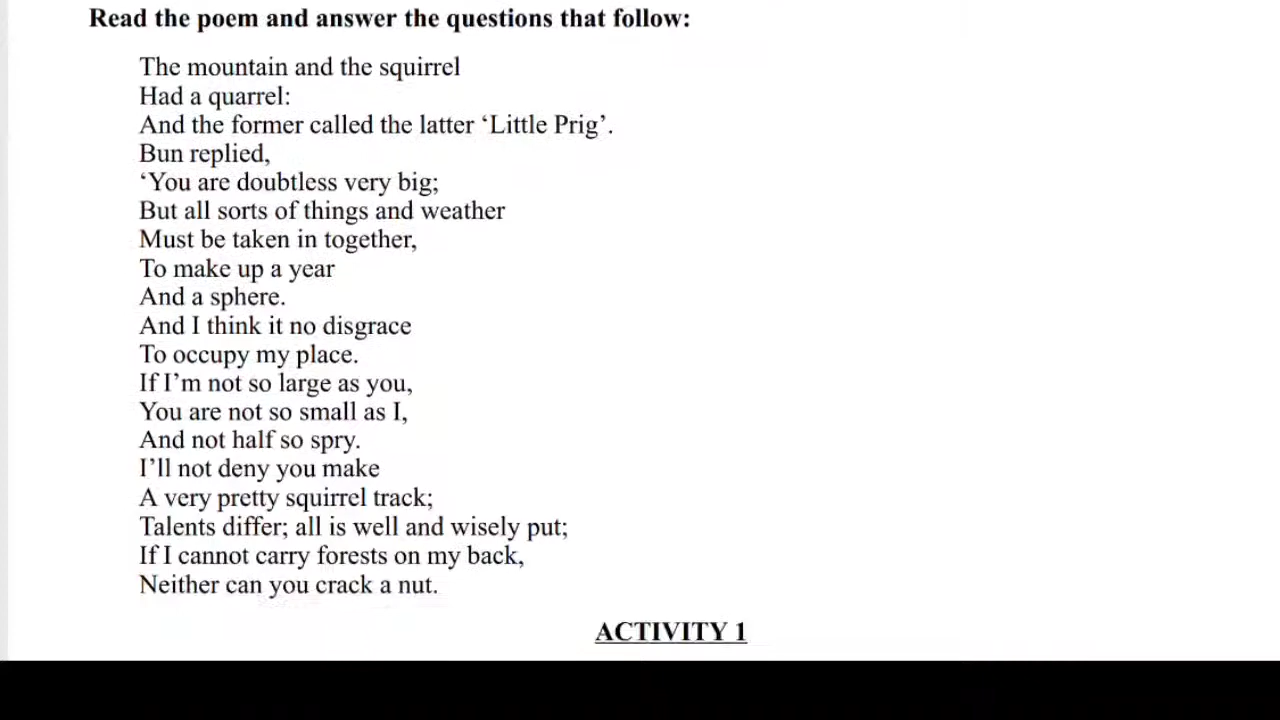 Read the poem and answer the questions that follow:
The mountain and the squirrel
Had a quarrel:
And the former called the latter ‘Little Prig’.
Bun replied,
‘You are doubtless very big;
But all sorts of things and weather
Must be taken in together,
To make up a year
And a sphere.
And I think it no disgrace
To occupy my place.
If I’m not so large as you,
You are not so small as I,
And not half so spry.
I’ll not deny you make
A very pretty squirrel track;
Talents differ; all is well and wisely put;
If I cannot carry forests on my back,
Neither can you crack a nut.
ACTIVITY 1